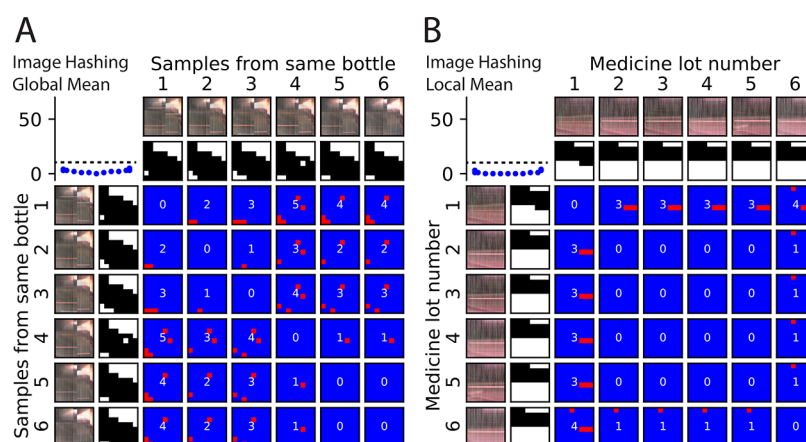 A
Image Hashing
Global Mean
Samples from same bottle
1 2 3 4 5 6
50
0
Samples from same bottle
1 0 2 3 5 4 4
2 2 0 1 3 2 2
3 3 1 0 4 3 3
4 5 3 4 0 1 1
5 4 2 3 1 0 0
6 4 2 3 1 0 0
B
Image Hashing
Local Mean
Medicine lot number
1 2 3 4 5 6
50
0
Medicine lot number
1 0 3 3 3 3 4
2 3 0 0 0 0 1
3 3 0 0 0 0 1
4 3 0 0 0 0 1
5 3 0 0 0 0 1
6 4 1 1 1 1 0